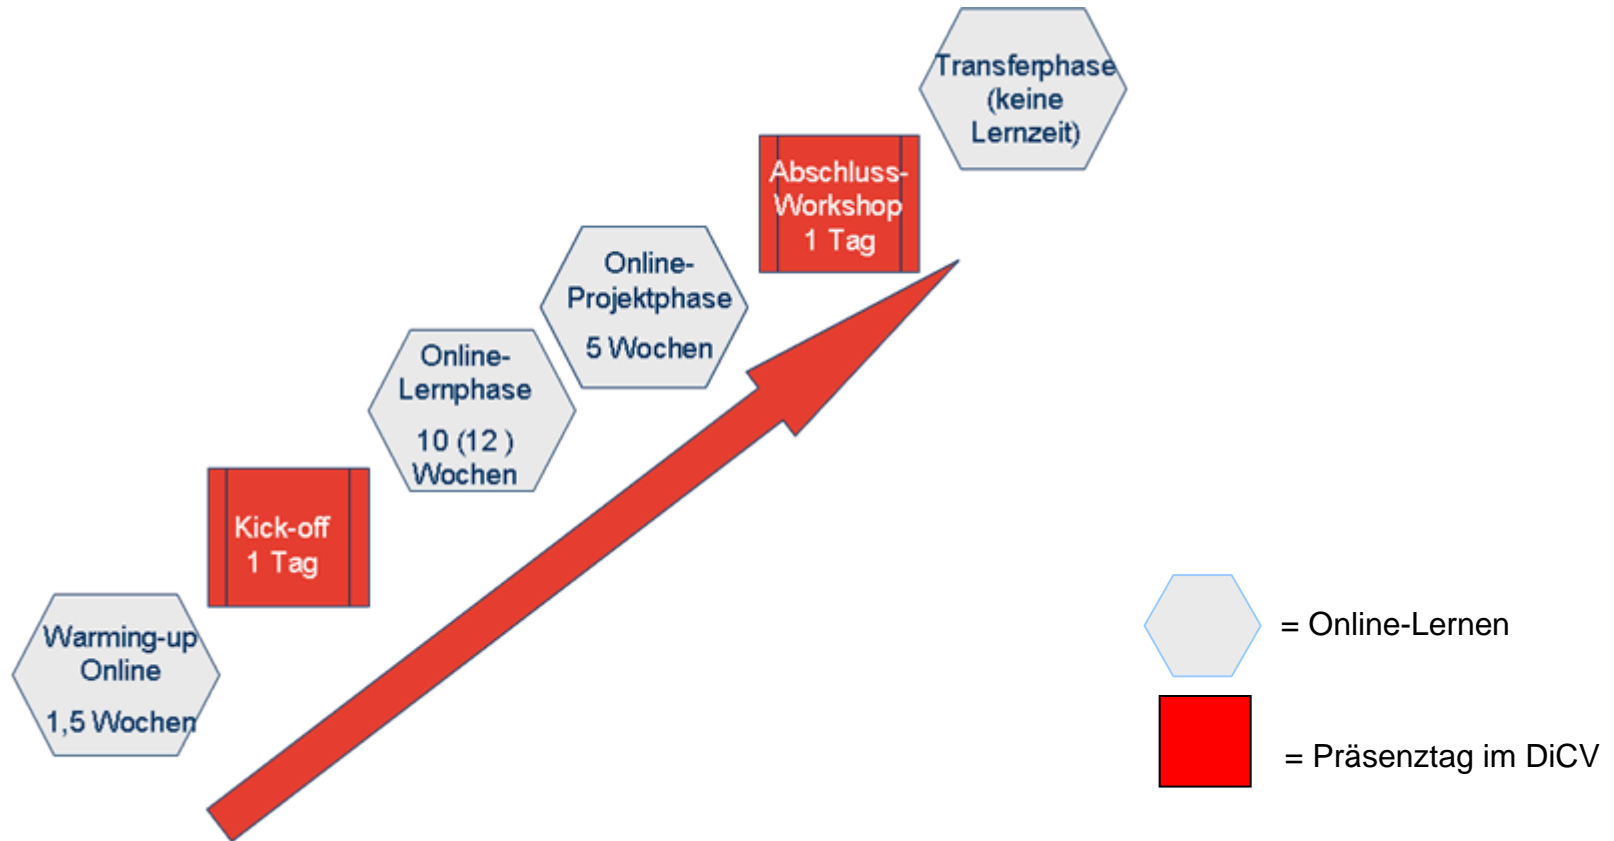 Transferphase
(keine
Lernzeit)
Abschluss-
Workshop
1 Tag
Online-
Projektphase
5 Wochen
Online-
Lernphase
10 (12 )
Wochen
Kick-off
1 Tag
Warming-up
Online
1,5 Wochen
= Online-Lernen
= Präsenztag im DiCV